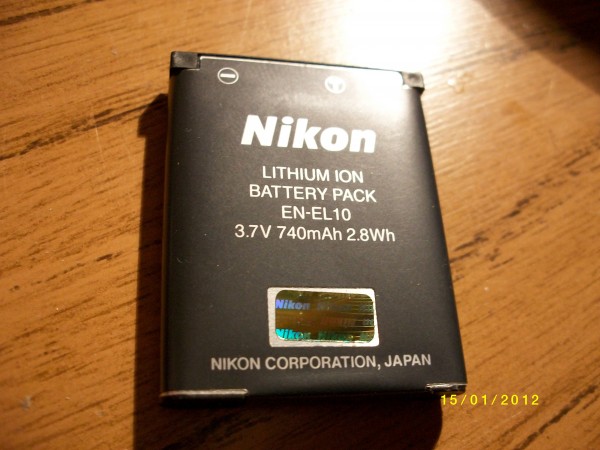 Nikon
LITHIUM ION
BATTERY PACK
EN-EL10
3.7V 740mAh 2.8Wh
Nikon
Nikon
NIKON CORPORATION, JAPAN
15/01/2012